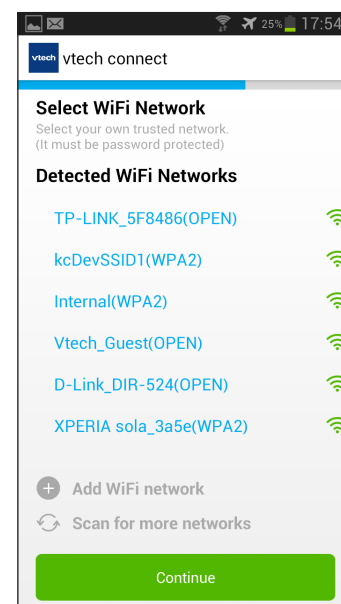 25% 17:54
vtech vtech connect
Select WiFi Network
Select your own trusted network.
(It must be password protected)
Detected WiFi Networks
TP-LINK_5F8486(OPEN)
kcDevSSID1(WPA2)
Internal(WPA2)
Vtech_Guest(OPEN)
D-Link_DIR-524(OPEN)
XPERIA sola_3a5e(WPA2)
Add WiFi network
Scan for more networks
Continue